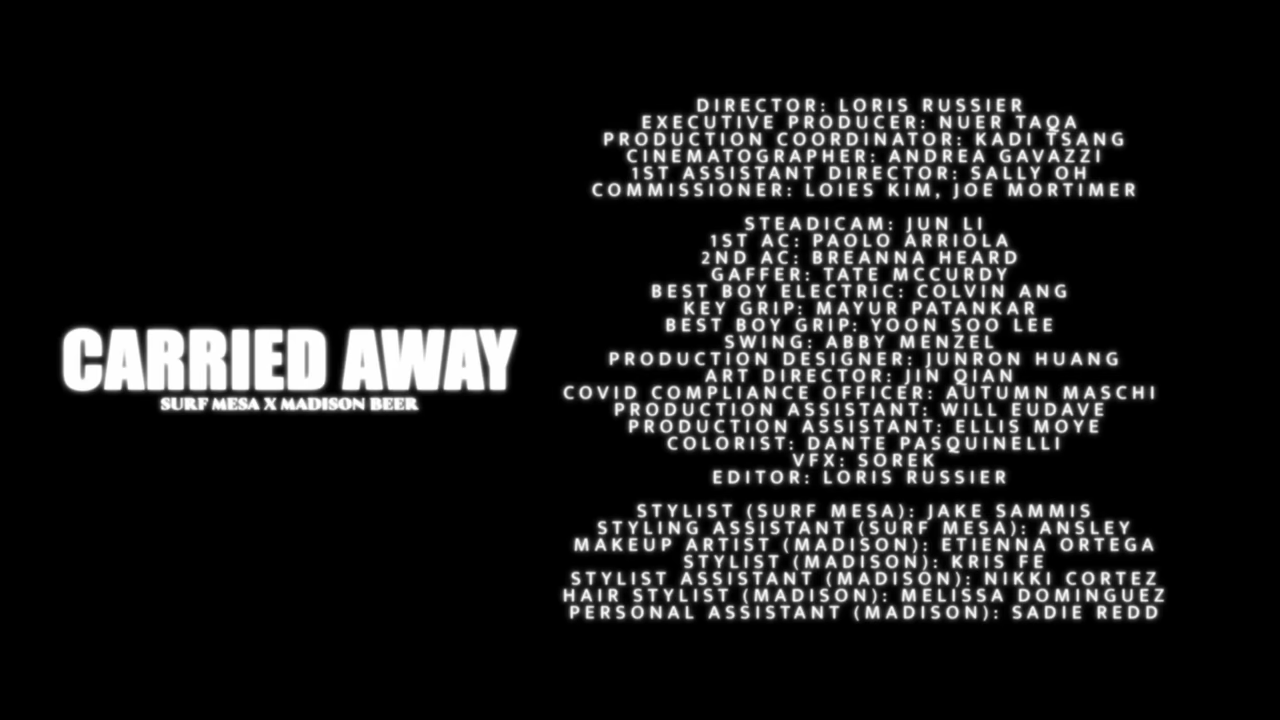 CARRIED AWAY
SURF MESA X MADISON BEER
DIRECTOR: LORIS RUSSIER
EXECUTIVE PRODUCER: NUER TAQA
PRODUCTION COORDINATOR: KADI TSANG
CINEMATOGRAPHER: ANDREA GAVAZZI
1ST ASSISTANT DIRECTOR: SALLY OH
COMMISSIONER: LOIES KIM, JOE MORTIMER
STEADICAM: JUN LI
1ST AC: PAOLO ARRIOLA
2ND AC: BREANNA HEARD
GAFFER: TATE MCCURDY
BEST BOY ELECTRIC: COLVIN ANG
KEY GRIP: MAYUR PATANKAR
BEST BOY GRIP: YOON SOO LEE
SWING: ABBY MENZEL
PRODUCTION DESIGNER: JUNRON HUANG
ART DIRECTOR: JIN QIAN
COVID COMPLIANCE OFFICER: AUTUMN MASCHI
PRODUCTION ASSISTANT: WILL EUDAVE
PRODUCTION ASSISTANT: ELLIS MOYE
COLORIST: DANTE PASQUINELLI
VFX: SOREK
EDITOR: LORIS RUSSIER
STYLIST (SURF MESA): JAKE SAMMIS
STYLING ASSISTANT (SURF MESA): ANSLEY
MAKEUP ARTIST (MADISON): ETIENNA ORTEGA
STYLIST (MADISON): KRIS FE
STYLIST ASSISTANT (MADISON): NIKKI CORTEZ
HAIR STYLIST (MADISON): MELISSA DOMINGUEZ
PERSONAL ASSISTANT (MADISON): SADIE REDD